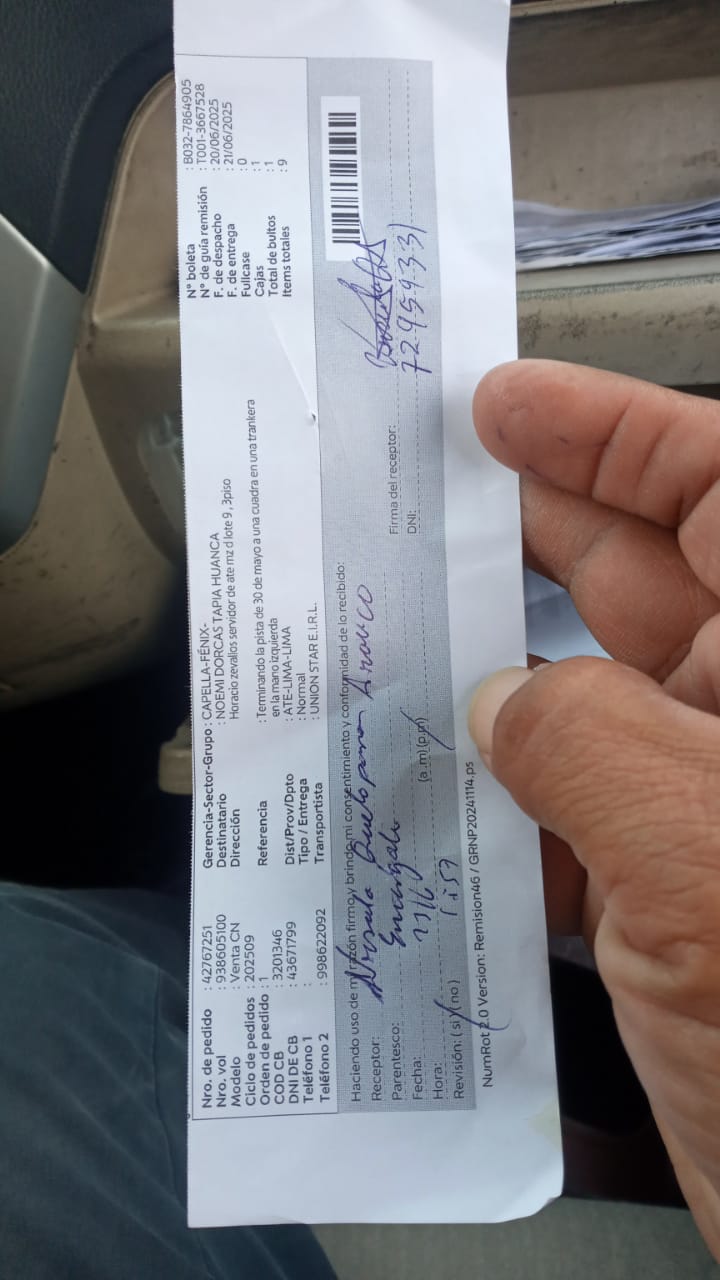 Nro. de pedido : 42767251
Nro. vol : 938605100
Modelo : Venta CN
Ciclo de pedidos : 202509
Orden de pedido : 1
COD CB : 3201346
DNI DE CB : 43671799
Teléfono 1 :
Teléfono 2 : 998622092
Gerencia-Sector-Grupo : CAPELLA-FÉNIX-
Destinatario : NOEMI DORCAS TAPIA HUANCA
Dirección Horacio zevallos servidor de ate mz d lote 9 , 3piso
Referencia : Terminando la pista de 30 de mayo a una cuadra en una trankera
en la mano izquierda
Dist/Prov/Dpto : ATE-LIMA-LIMA
Tipo / Entrega : Normal
Transportista : UNION STAR E.I.R.L.
N° boleta : B032-7864905
N° de guía remisión : T001-3667528
F. de despacho : 20/06/2025
F. de entrega : 21/06/2025
Fullcase : 0
Cajas : 1
Total de bultos : 1
Items totales : 9
Haciendo uso de mi razón firmo y brindo mi consentimiento y conformidad de lo recibido:
Receptor:
Parentesco:
Fecha:
Hora: (a.m)(p.m)
Revisión: ( si ) ( no )
Firma del receptor:
DNI: 72959331
NumRot 2.0 Version: Remision46 / GRNP20241114.ps